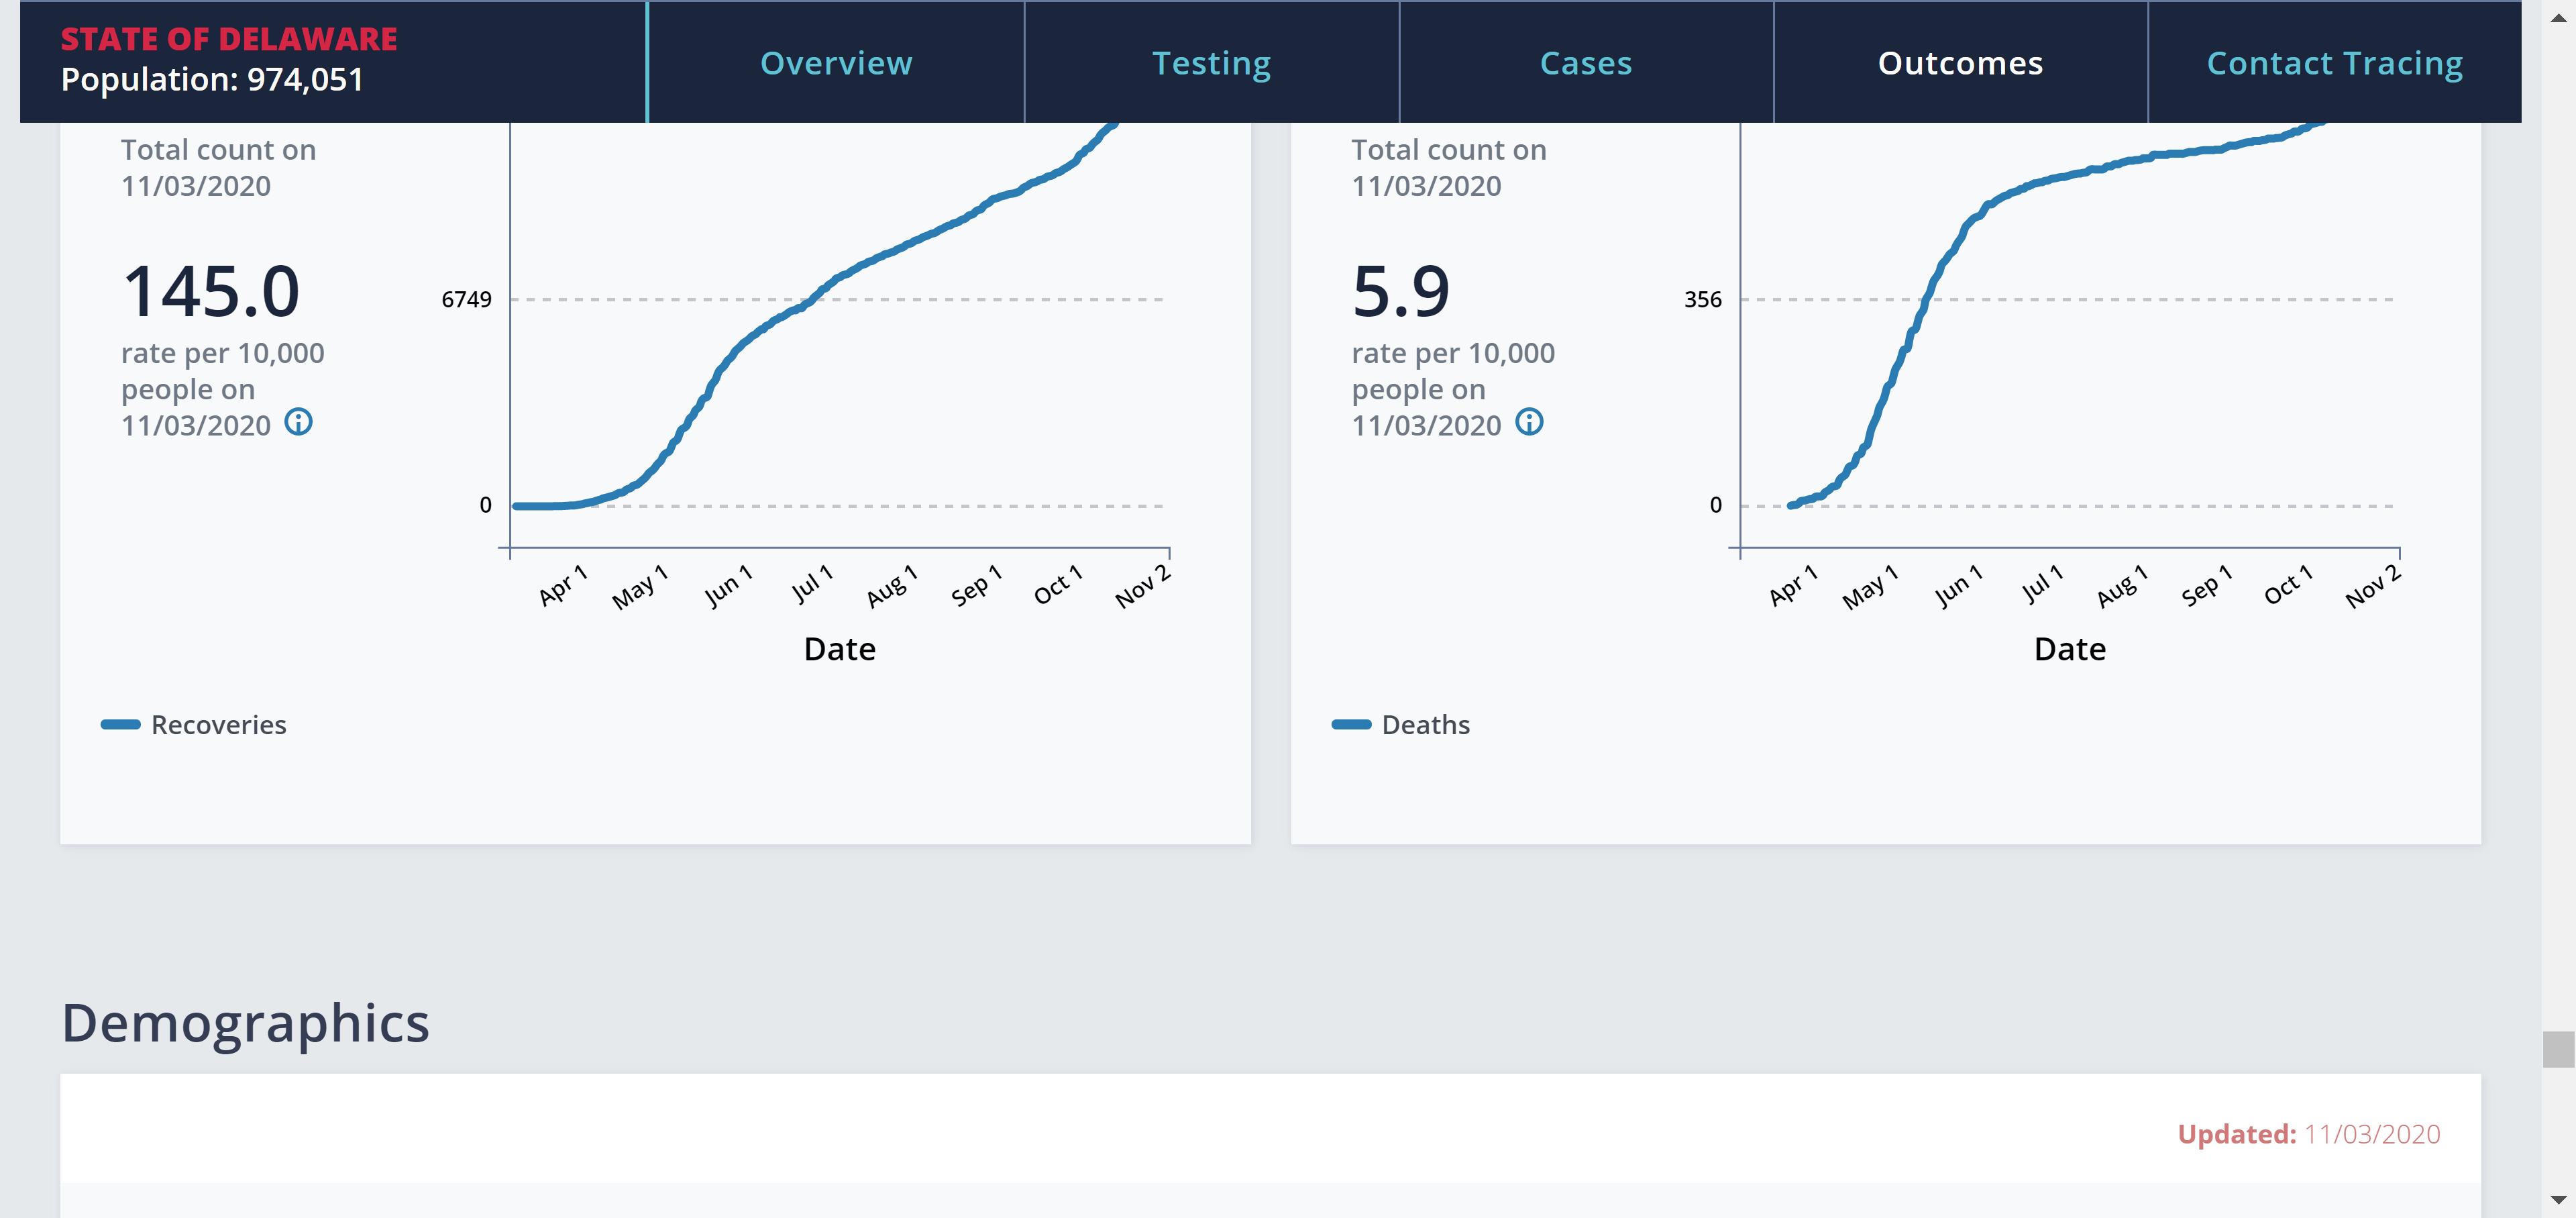 STATE OF DELAWARE
Population: 974,051
Overview
Testing
Cases
Outcomes
Contact Tracing
Total count on
11/03/2020
145.0
rate per 10,000
people on
11/03/2020
6749
0
Apr 1
May 1
Jun 1
Jul 1
Aug 1
Sep 1
Oct 1
Nov 2
Date
Recoveries
Total count on
11/03/2020
5.9
rate per 10,000
people on
11/03/2020
356
0
Apr 1
May 1
Jun 1
Jul 1
Aug 1
Sep 1
Oct 1
Nov 2
Date
Deaths
Demographics
Updated: 11/03/2020